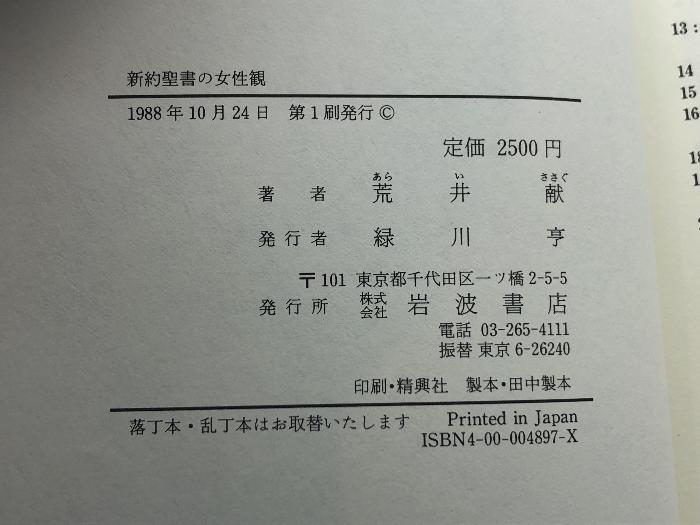 新約聖書の女性観
1988年10月24日 第1刷発行 ©
定価 2500円
著者 荒井献
あら い ささぐ
発行者 緑川亨
〒101 東京都千代田区一ツ橋2-5-5
発行所 株式会社 岩波書店
電話 03-265-4111
振替 東京 6-26240
印刷・精興社 製本・田中製本
落丁本・乱丁本はお取替いたします
Printed in Japan
ISBN4-00-004897-X
13:
14
15
16